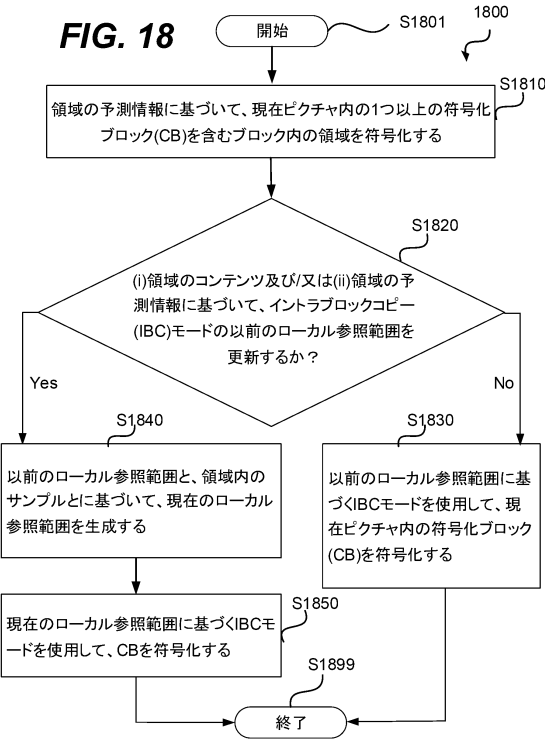 FIG. 18
開始
S1801
1800
S1810
領域の予測情報に基づいて、現在ピクチャ内の1つ以上の符号化
ブロック(CB)を含むブロック内の領域を符号化する
S1820
(i)領域のコンテンツ及び/又は(ii)領域の予
測情報に基づいて、イントラブロックコピー
(IBC)モードの以前のローカル参照範囲を
更新するか？
Yes
No
S1840
以前のローカル参照範囲と、領域内の
サンプルとに基づいて、現在のローカル
参照範囲を生成する
S1830
以前のローカル参照範囲に基
づくIBCモードを使用して、現
在ピクチャ内の符号化ブロック
(CB)を符号化する
S1850
現在のローカル参照範囲に基づくIBCモ
ードを使用して、CBを符号化する
S1899
終了